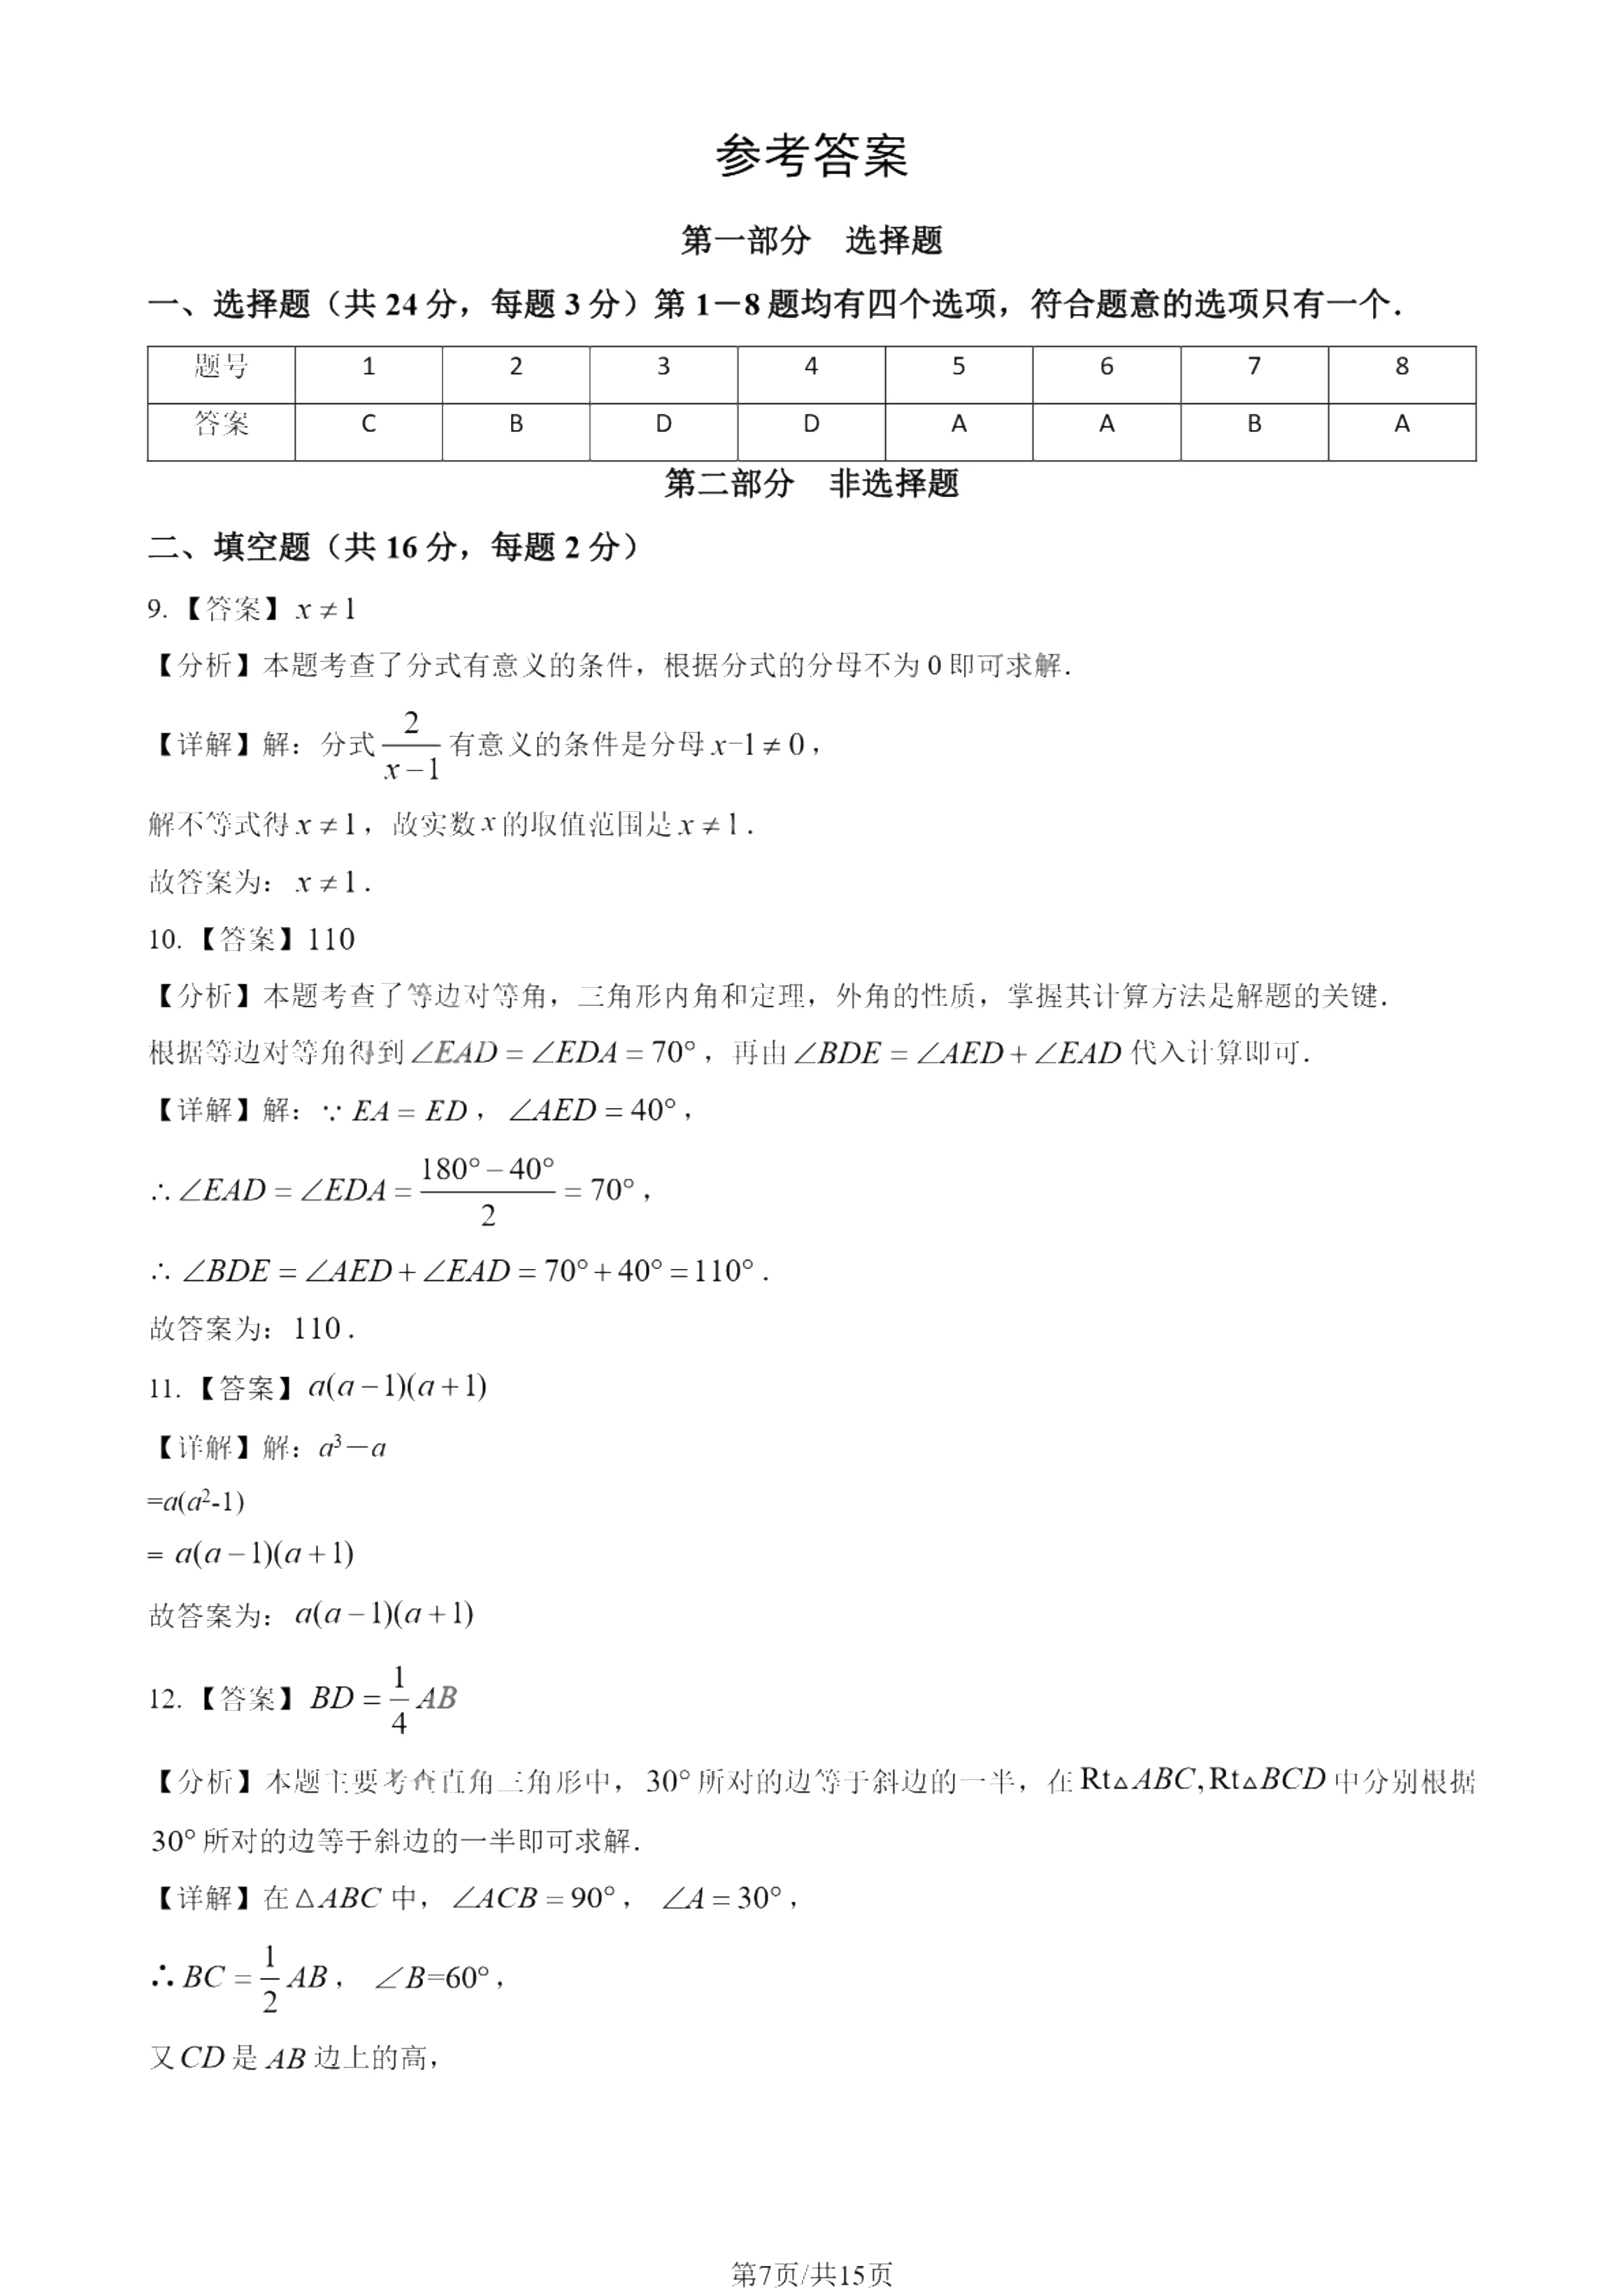 参考答案
第一部分 选择题
一、选择题（共 24 分，每题 3 分）第 1－8 题均有四个选项，符合题意的选项只有一个．
题号 1 2 3 4 5 6 7 8
答案 C B D D A A B A
第二部分 非选择题
二、填空题（共 16 分，每题 2 分）
9. 【答案】x ≠ 1
【分析】本题考查了分式有意义的条件，根据分式的分母不为 0 即可求解．
【详解】解：分式 2/(x−1) 有意义的条件是分母 x−1 ≠ 0，
解不等式得 x ≠ 1，故实数 x 的取值范围是 x ≠ 1．
故答案为：x ≠ 1．
10. 【答案】110
【分析】本题考查了等边对等角，三角形内角和定理，外角的性质，掌握其计算方法是解题的关键．
根据等边对等角得到 ∠EAD = ∠EDA = 70°，再由 ∠BDE = ∠AED + ∠EAD 代入计算即可．
【详解】解：∵ EA = ED，∠AED = 40°，
∴ ∠EAD = ∠EDA = (180° − 40°)/2 = 70°，
∴ ∠BDE = ∠AED + ∠EAD = 70° + 40° = 110°．
故答案为：110．
11. 【答案】a(a − 1)(a + 1)
【详解】解：a³－a
=a(a²-1)
= a(a − 1)(a + 1)
故答案为：a(a − 1)(a + 1)
12. 【答案】BD = 1/4 AB
【分析】本题主要考查直角三角形中，30° 所对的边等于斜边的一半，在 Rt△ABC, Rt△BCD 中分别根据
30° 所对的边等于斜边的一半即可求解．
【详解】在 △ABC 中，∠ACB = 90°，∠A = 30°，
∴ BC = 1/2 AB，∠B=60°，
又 CD 是 AB 边上的高，
第7页/共15页